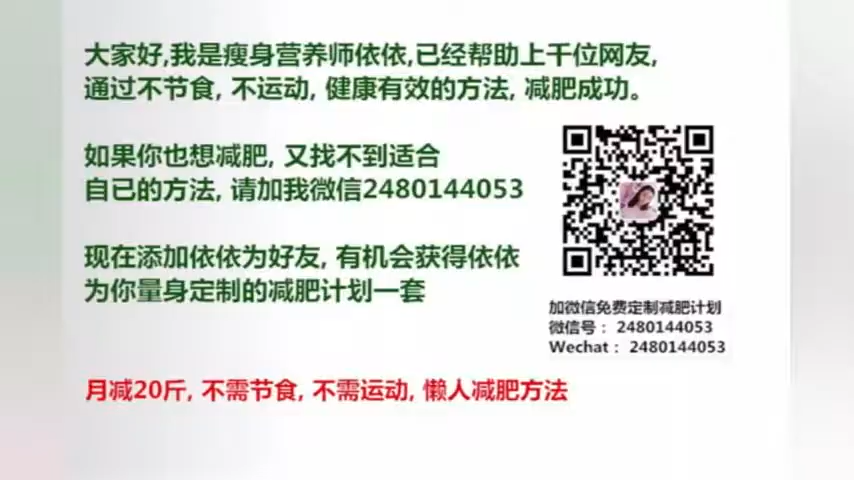 大家好,我是瘦身营养师依依,已经帮助上千位网友,
通过不节食, 不运动, 健康有效的方法, 减肥成功。
如果你也想减肥, 又找不到适合
自已的方法, 请加我微信2480144053
现在添加依依为好友, 有机会获得依依
为你量身定制的减肥计划一套
加微信免费定制减肥计划
微信号： 2480144053
Wechat： 2480144053
月减20斤, 不需节食, 不需运动, 懒人减肥方法